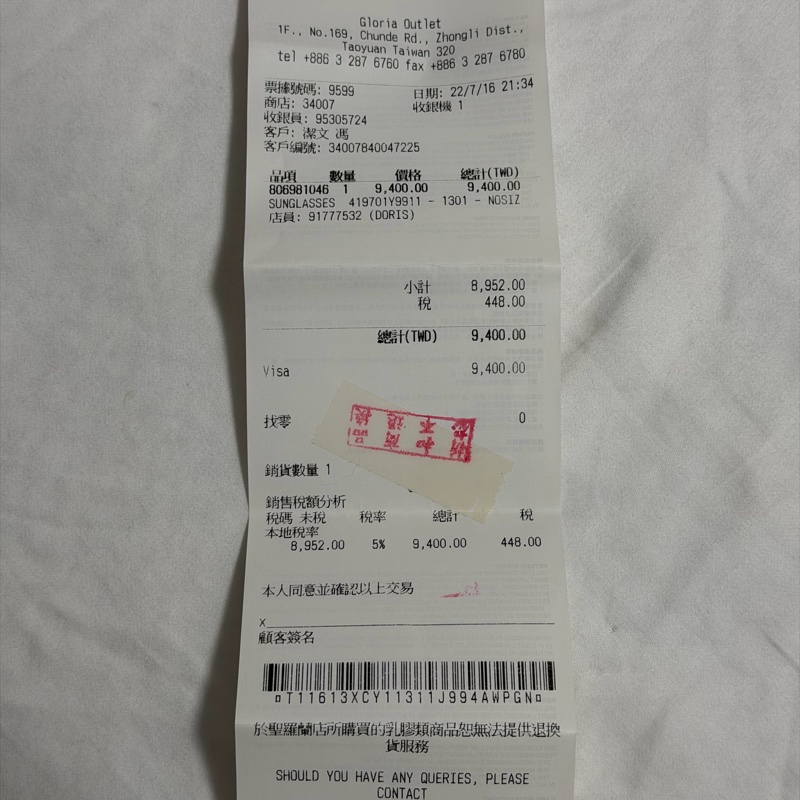 Gloria Outlet
1F., No.169, Chunde Rd., Zhongli Dist.,
Taoyuan Taiwan 320
tel +886 3 287 6760 fax +886 3 287 6780
票據號碼: 9599 日期: 22/7/16 21:34
商店: 34007 收銀機 1
收銀員: 95305724
客戶: 潔文 馮
客戶編號: 34007840047225
品項 數量 價格 總計(TWD)
806981046 1 9,400.00 9,400.00
SUNGLASSES 419701Y9911 - 1301 - NOSIZ
店員: 91777532 (DORIS)
小計 8,952.00
稅 448.00
總計(TWD) 9,400.00
Visa 9,400.00
找零 0
銷貨數量 1
銷售稅額分析
稅碼 未稅 稅率 總計 稅
本地稅率
8,952.00 5% 9,400.00 448.00
本人同意並確認以上交易
X
顧客簽名
¤T11613XCY11311J994AWPGN¤
於聖羅蘭店所購買的乳膠類商品恕無法提供退換
貨服務
SHOULD YOU HAVE ANY QUERIES, PLEASE
CONTACT